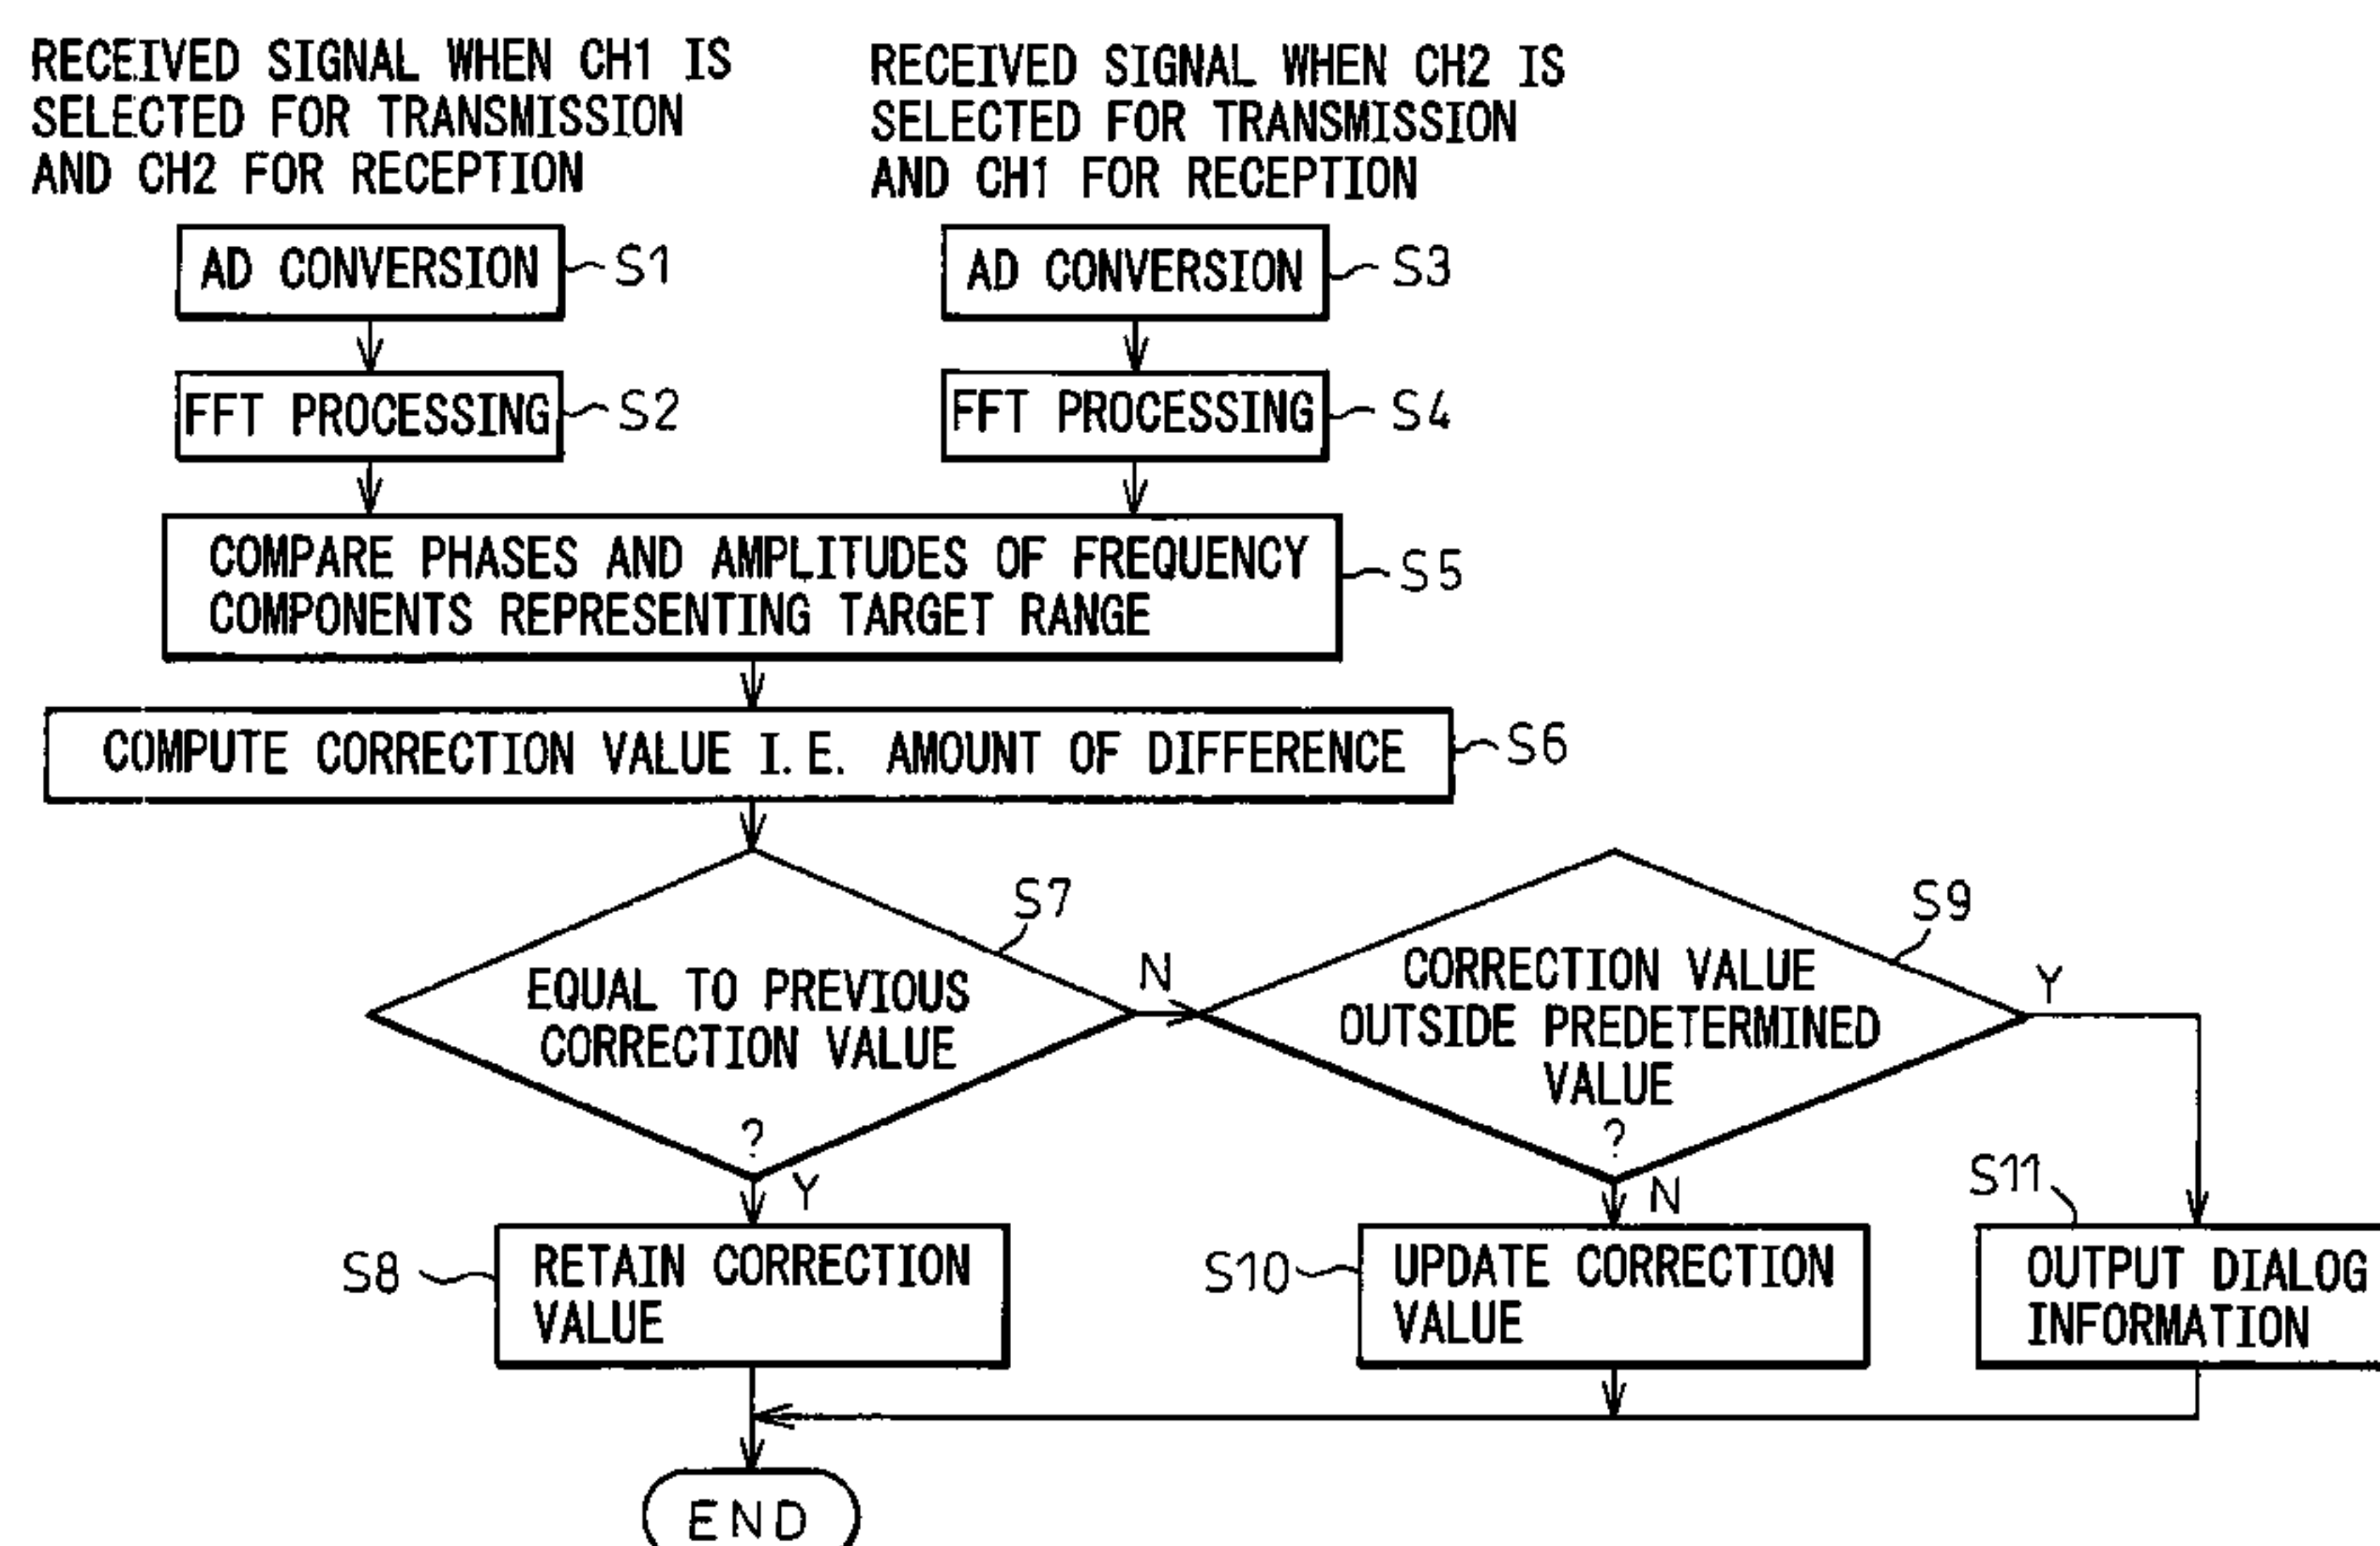 RECEIVED SIGNAL WHEN CH1 IS
SELECTED FOR TRANSMISSION
AND CH2 FOR RECEPTION
RECEIVED SIGNAL WHEN CH2 IS
SELECTED FOR TRANSMISSION
AND CH1 FOR RECEPTION
AD CONVERSION
S1
AD CONVERSION
S3
FFT PROCESSING
S2
FFT PROCESSING
S4
COMPARE PHASES AND AMPLITUDES OF FREQUENCY
COMPONENTS REPRESENTING TARGET RANGE
S5
COMPUTE CORRECTION VALUE I.E. AMOUNT OF DIFFERENCE
S6
S7
EQUAL TO PREVIOUS
CORRECTION VALUE
?
N
Y
S9
CORRECTION VALUE
OUTSIDE PREDETERMINED
VALUE
?
Y
N
S8
RETAIN CORRECTION
VALUE
S10
UPDATE CORRECTION
VALUE
S11
OUTPUT DIALOG
INFORMATION
END